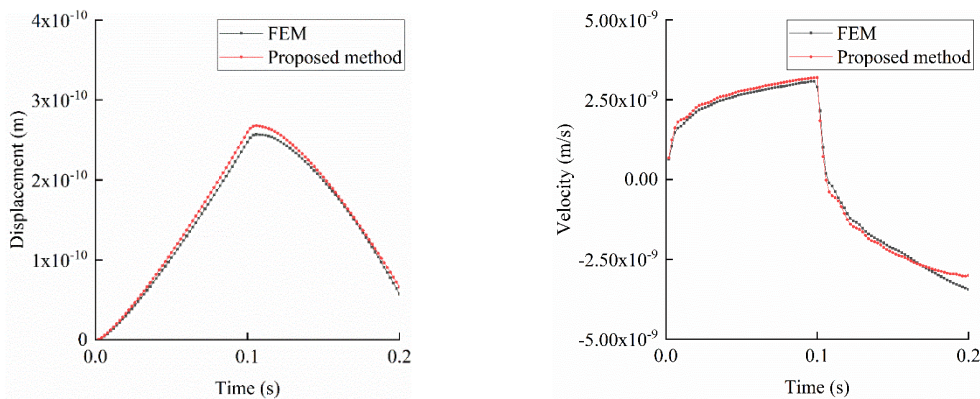 4x10⁻¹⁰
3x10⁻¹⁰
2x10⁻¹⁰
1x10⁻¹⁰
0
Displacement (m)
FEM
Proposed method
0.0 0.1 0.2
Time (s)
5.00x10⁻⁹
2.50x10⁻⁹
0.00
-2.50x10⁻⁹
-5.00x10⁻⁹
Velocity (m/s)
FEM
Proposed method
0.0 0.1 0.2
Time (s)